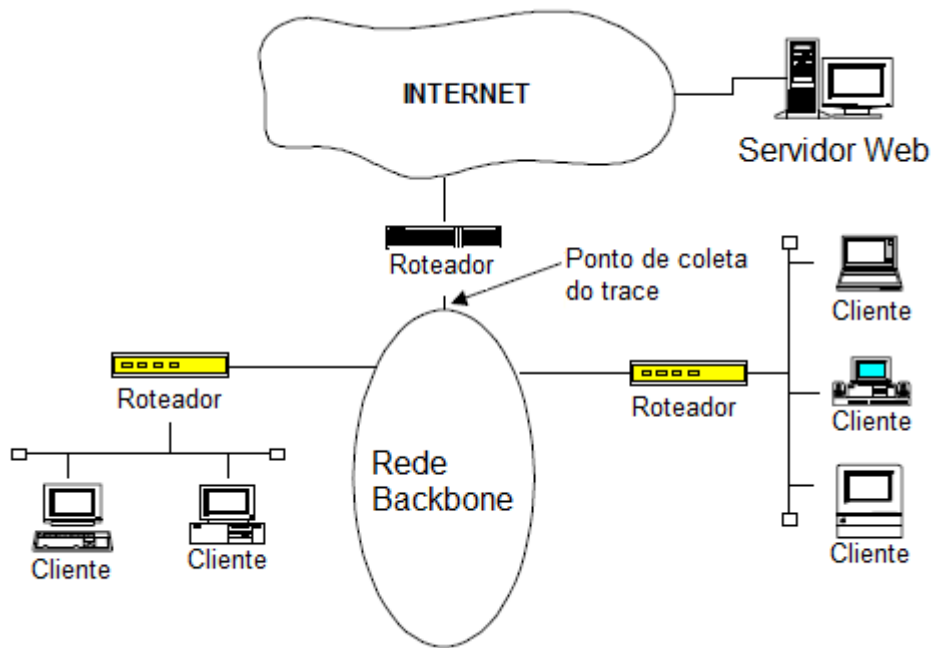 INTERNET
Servidor Web
Roteador
Ponto de coleta
do trace
Cliente
Roteador
Roteador
Cliente
Rede
Backbone
Cliente
Cliente
Cliente